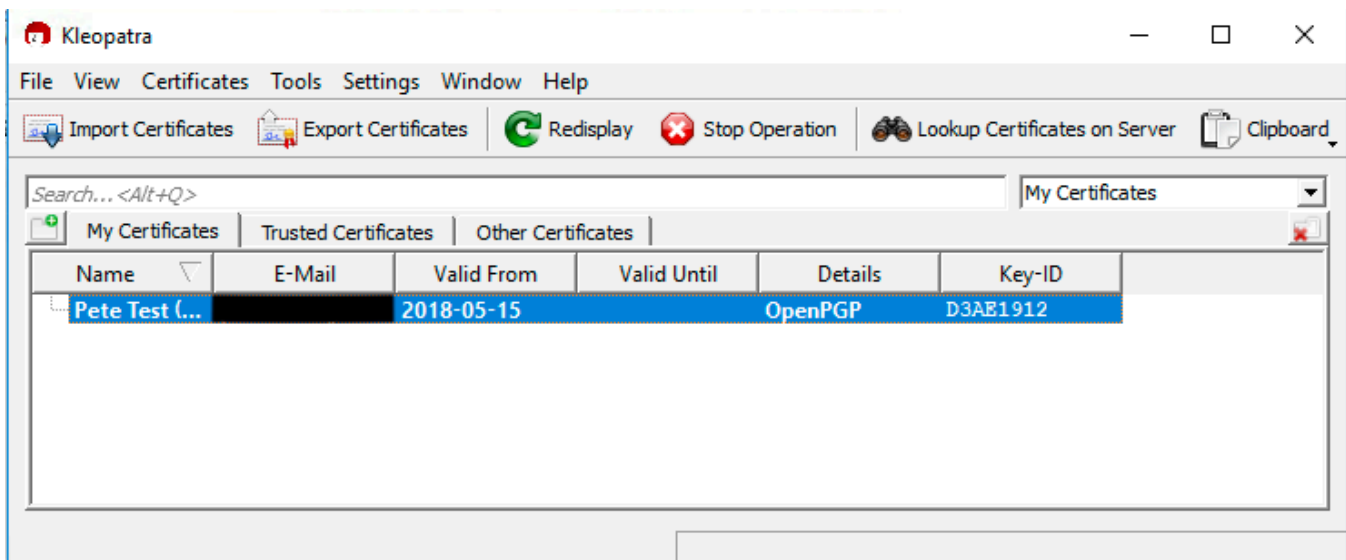 Kleopatra
File View Certificates Tools Settings Window Help
Import Certificates Export Certificates Redisplay Stop Operation Lookup Certificates on Server Clipboard
Search...<Alt+Q> My Certificates
My Certificates Trusted Certificates Other Certificates
Name E-Mail Valid From Valid Until Details Key-ID
Pete Test (... 2018-05-15 OpenPGP D3AE1912